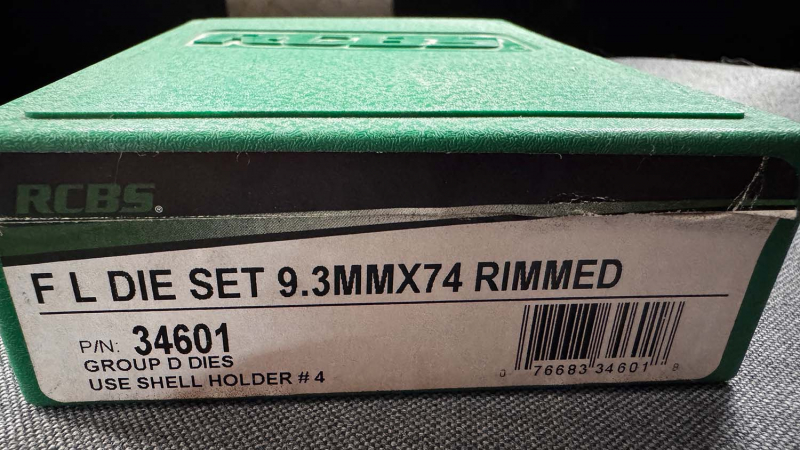 RCBS
RCBS®
F L DIE SET 9.3MMX74 RIMMED
P/N: 34601
GROUP D DIES
USE SHELL HOLDER # 4
0 76683 34601 8